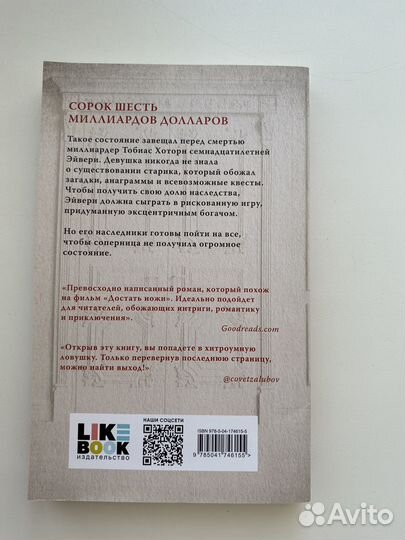 СОРОК ШЕСТЬ
МИЛЛИАРДОВ ДОЛЛАРОВ
Такое состояние завещал перед смертью
миллиардер Тобиас Хоторн семнадцатилетней
Эйвери. Девушка никогда не знала
о существовании старика, который обожал
загадки, анаграммы и всевозможные квесты.
Чтобы получить свою долю наследства,
Эйвери должна сыграть в рискованную игру,
придуманную эксцентричным богачом.
Но его наследники готовы пойти на все,
чтобы соперница не получила огромное
состояние.
«Превосходно написанный роман, который похож
на фильм «Достать ножи». Идеально подойдет
для читателей, обожающих интриги, романтику
и приключения».
Goodreads.com
«Открыв эту книгу, вы попадете в хитроумную
ловушку. Только перевернув последнюю страницу,
можно найти выход!»
@covetzalubov
LIKE
BOOK
издательство
НАШИ СОЦСЕТИ
ISBN 978-5-04-174615-5
9 785041 746155 >
Avito